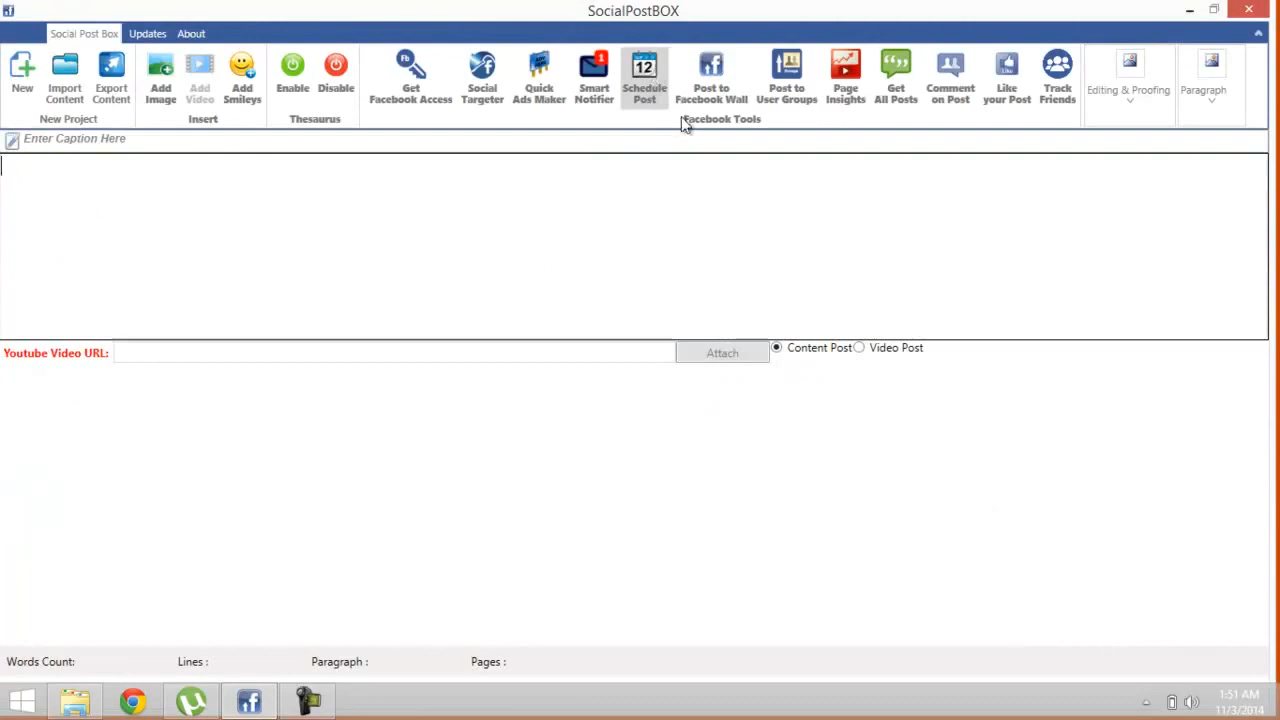 SocialPostBOX
Social Post Box Updates About
New
Import Content
Export Content
Add Image
Add Video
Add Smileys
Enable
Disable
Fb
Get Facebook Access
Social Targeter
Quick Ads Maker
1
Smart Notifier
12
Schedule Post
Post to Facebook Wall
Post to User Groups
Page Insights
Get All Posts
Comment on Post
Like
Like your Post
Track Friends
Editing & Proofing
Paragraph
New Project
Insert
Thesaurus
Facebook Tools
Enter Caption Here
Youtube Video URL:
Attach
Content Post
Video Post
Words Count:
Lines :
Paragraph :
Pages :
1:51 AM
11/3/2014